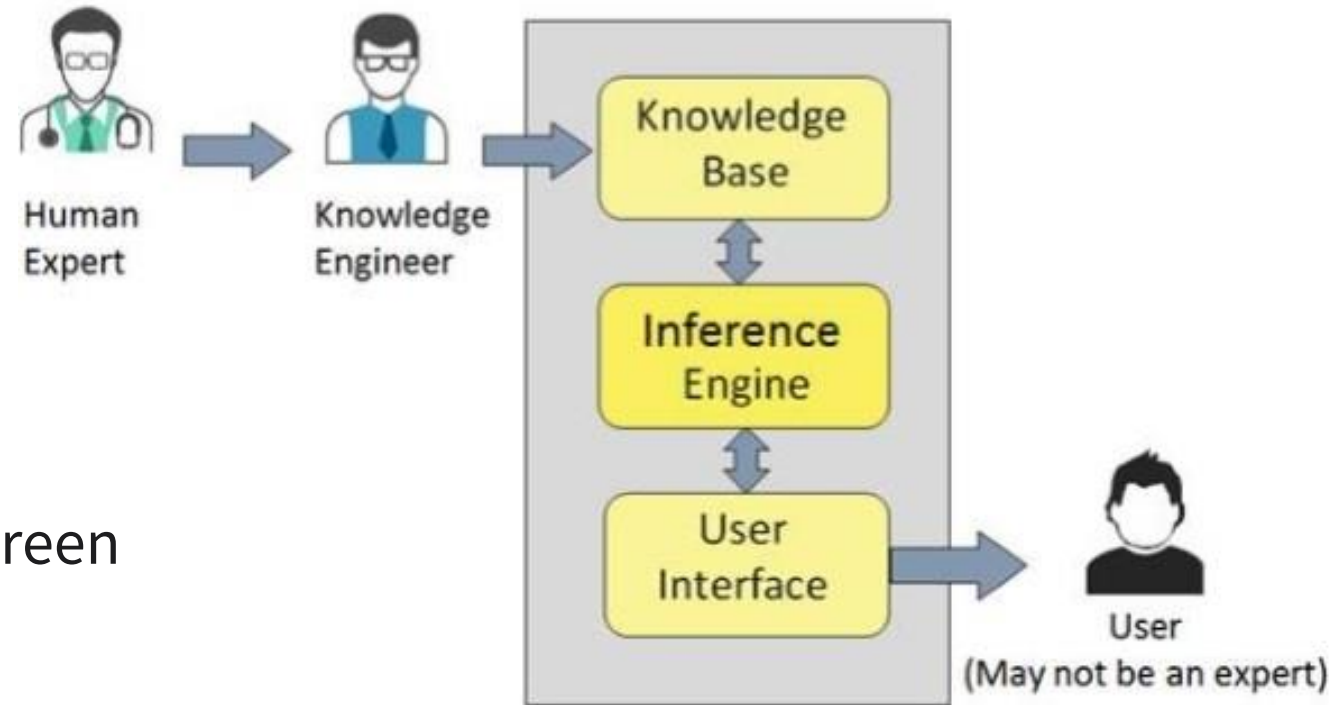 Human
Expert
Knowledge
Engineer
Knowledge
Base
Inference
Engine
User
Interface
User
(May not be an expert)
reen